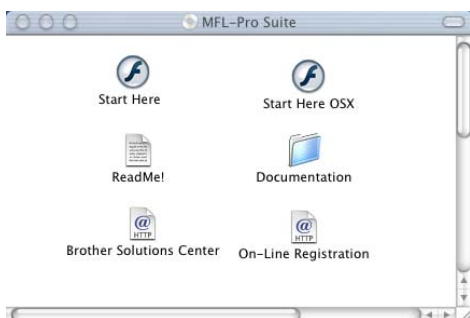 MFL-Pro Suite
Start Here
Start Here OSX
ReadMe!
Documentation
@
HTTP
Brother Solutions Center
@
HTTP
On-Line Registration